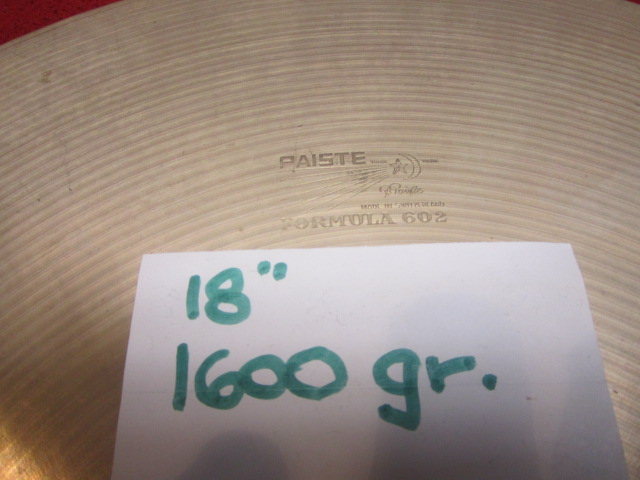 PAISTE
FORMULA 602
18"
1600 gr.